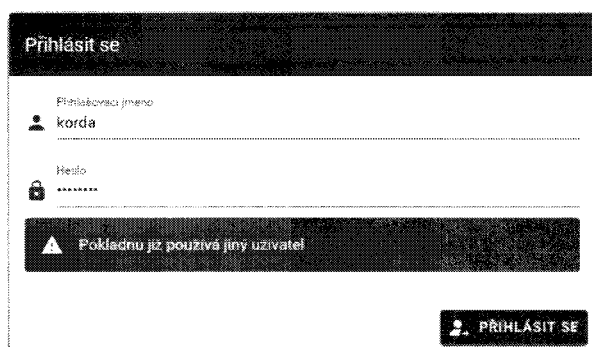 Přihlásit se
Přihlašovací jméno
korda
Heslo
********
Pokladnu již používá jiný uživatel
PŘIHLÁSIT SE